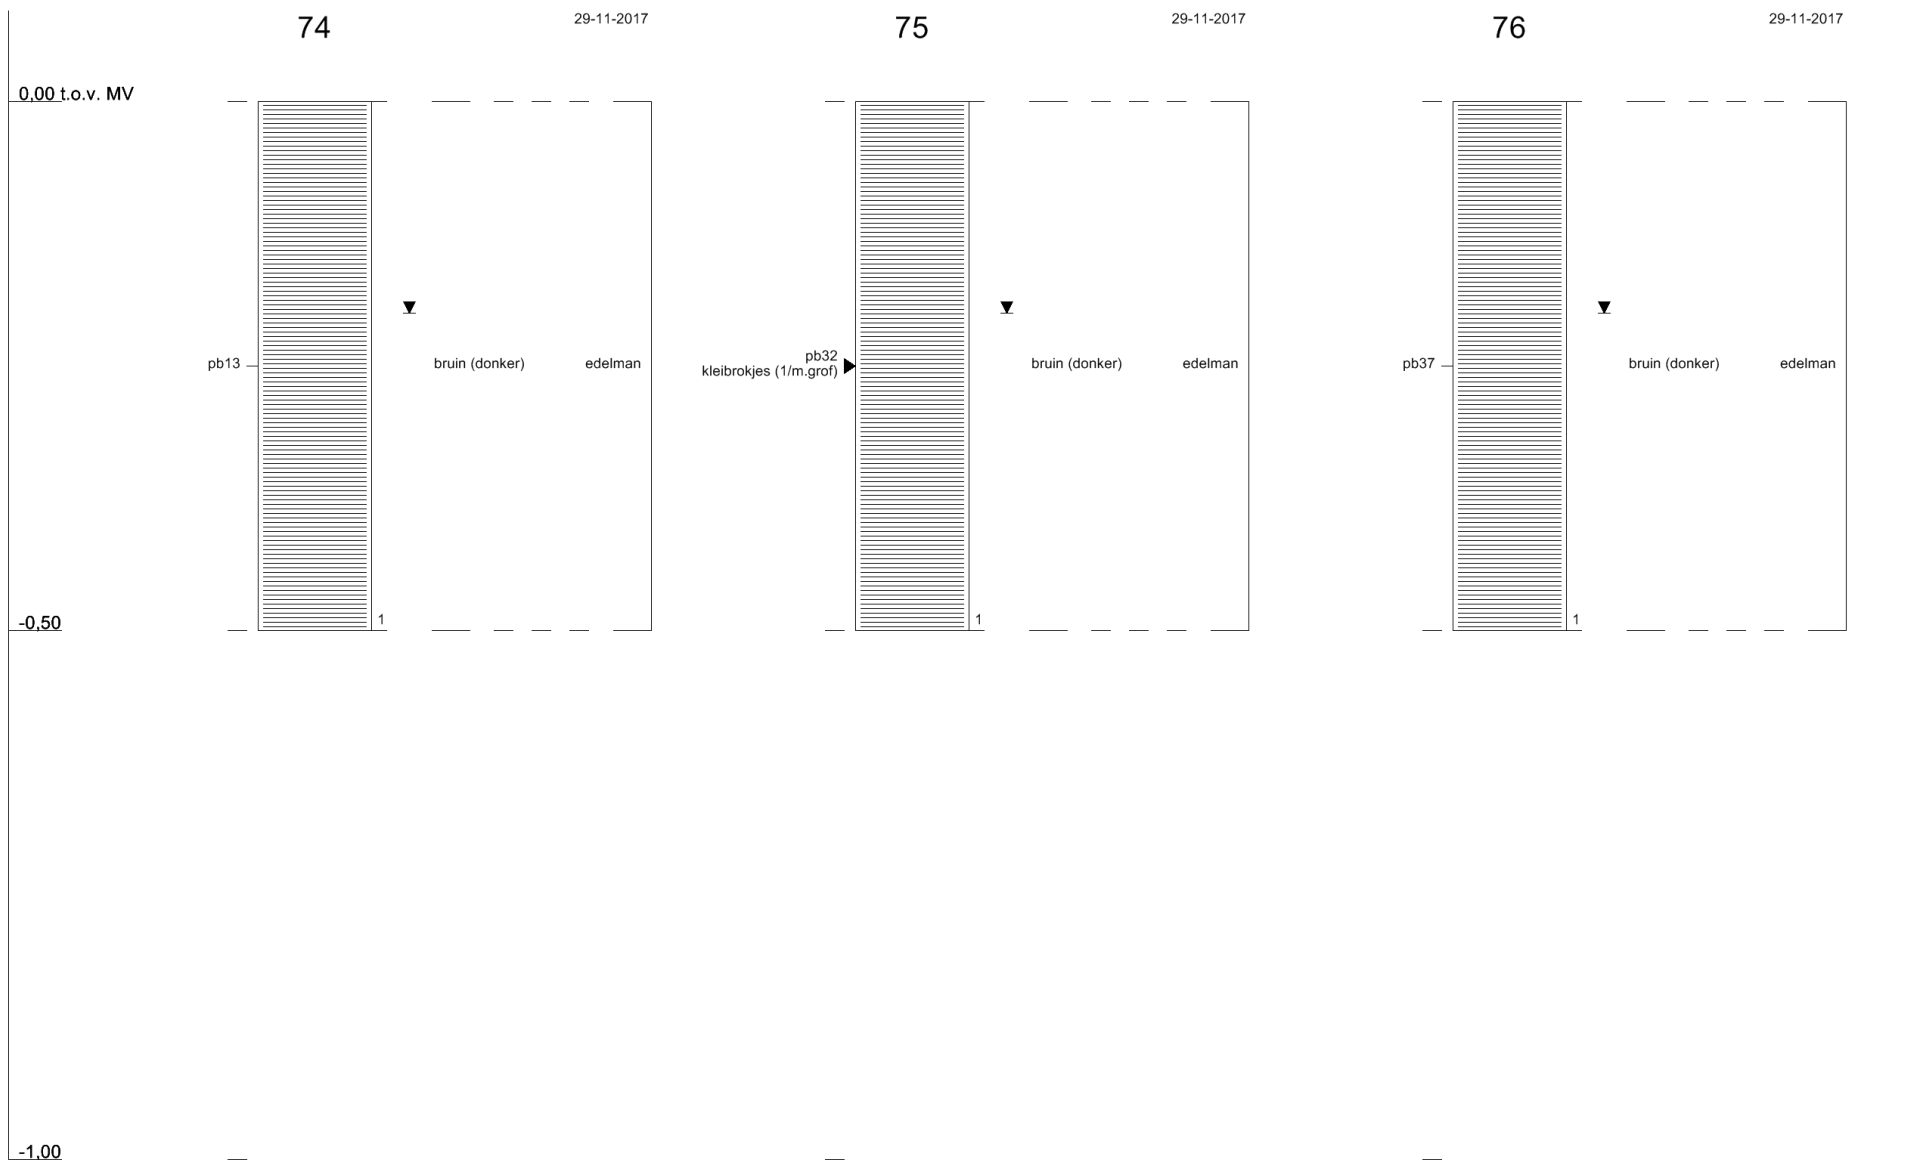 74
29-11-2017
75
29-11-2017
76
29-11-2017
0,00 t.o.v. MV
pb13
bruin (donker)
edelman
pb32
kleibrokjes (1/m.grof)
bruin (donker)
edelman
pb37
bruin (donker)
edelman
-0,50
1
1
1
-1,00